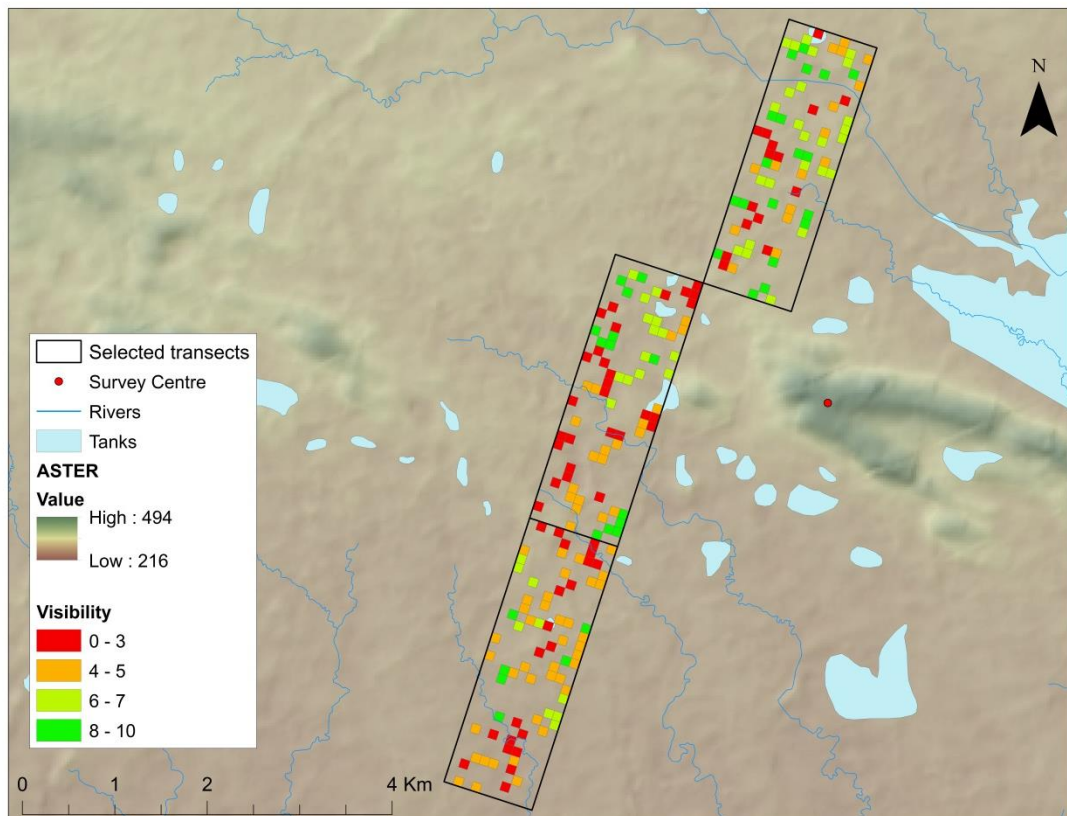 N
Selected transects
Survey Centre
Rivers
Tanks
ASTER
Value
High : 494
Low : 216
Visibility
0 - 3
4 - 5
6 - 7
8 - 10
0 1 2 4 Km